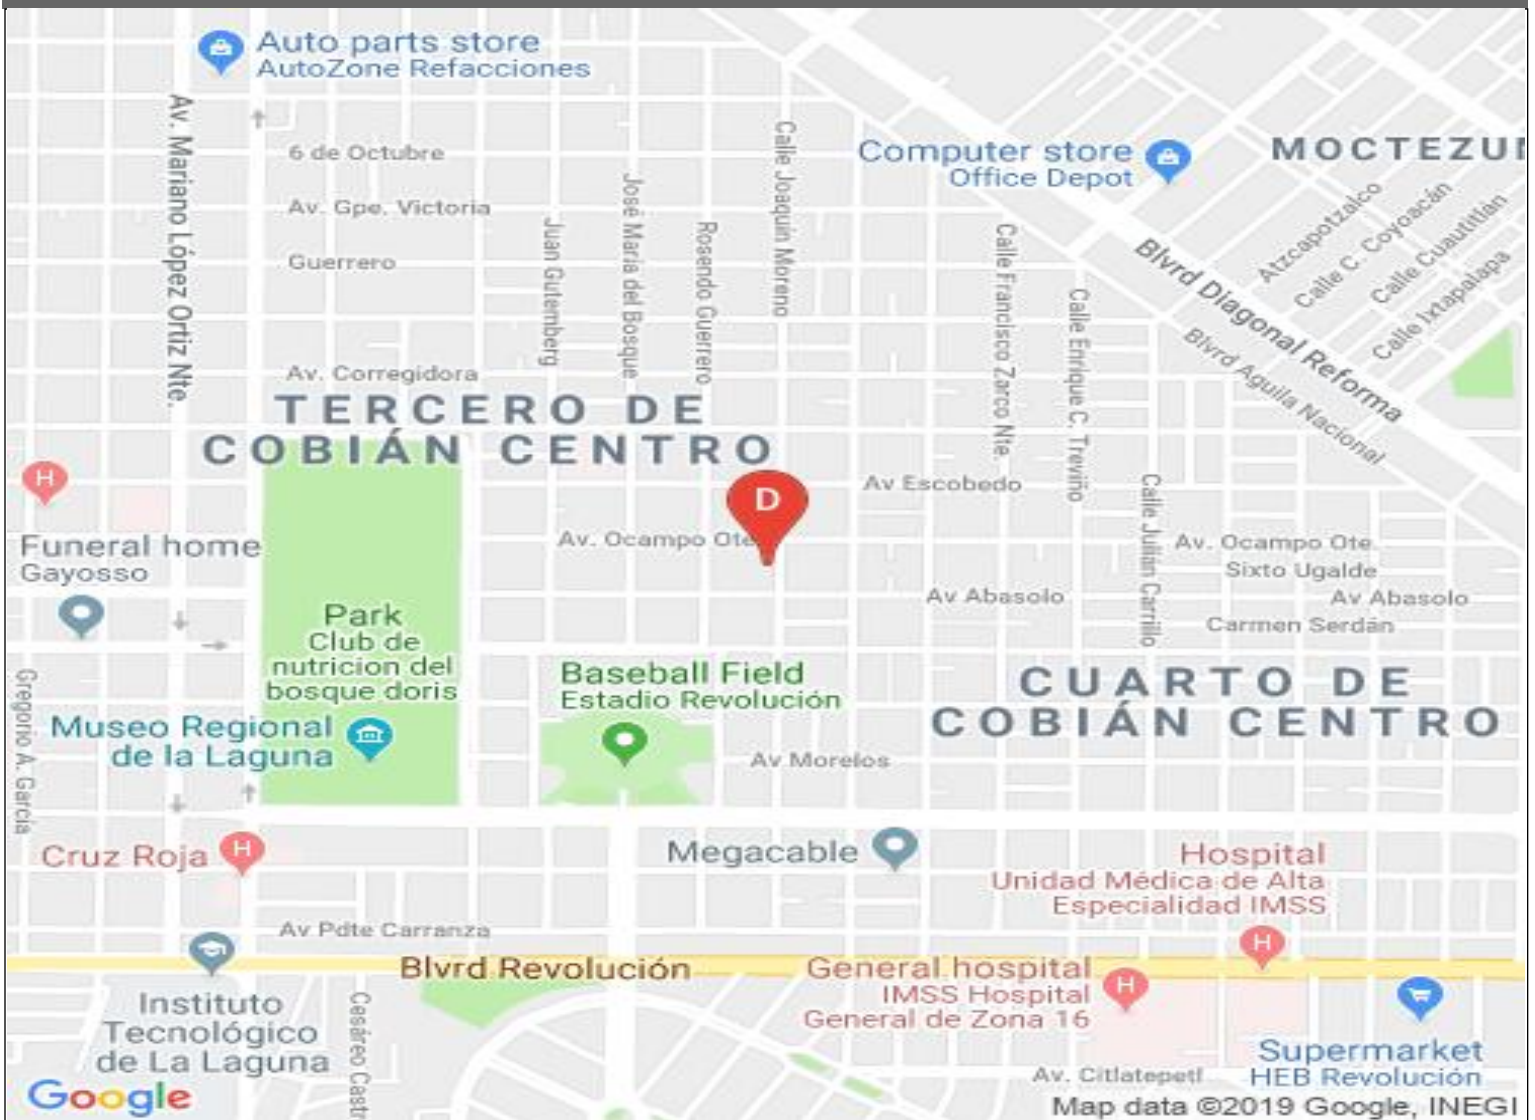 Auto parts store
AutoZone Refacciones
Av. Mariano López Ortiz Nte.
6 de Octubre
Av. Gpe. Victoria
Guerrero
Juan Gutemberg
José María del Bosque
Rosendo Guerrero
Calle Joaquín Moreno
Computer store
Office Depot
MOCTEZUM
Atzcapotzalco
Calle C. Coyoacán
Calle Cuautitlán
Calle Ixtapalapa
Blvrd Diagonal Reforma
Blvrd Aguila Nacional
Calle Francisco Zarco Nte.
Calle Enrique C. Treviño
Av. Corregidora
TERCERO DE
COBIÁN CENTRO
H
D
Av Escobedo
Av. Ocampo Ote
Calle Julián Carrillo
Av. Ocampo Ote.
Sixto Ugalde
Av Abasolo
Av Abasolo
Carmen Serdán
Funeral home
Gayosso
Park
Club de
nutricion del
bosque doris
Baseball Field
Estadio Revolución
CUARTO DE
COBIÁN CENTRO
Gregorio A. García
Museo Regional
de la Laguna
Av Morelos
Cruz Roja
H
Megacable
Hospital
Unidad Médica de Alta
Especialidad IMSS
H
Av Pdte Carranza
Blvrd Revolución
General hospital
IMSS Hospital
General de Zona 16
H
Instituto
Tecnológico
de La Laguna
Cesáreo Castr
Av. Citlatepetl
Supermarket
HEB Revolución
Google
Map data ©2019 Google, INEGI